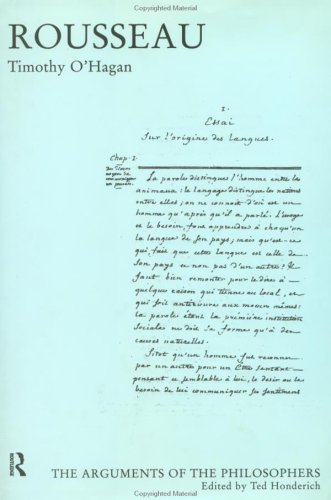 ROUSSEAU
Timothy O'Hagan
1.
Essai
Sur l'origine des langues.
Chap. 1.
La parole distingue l'homme entre les
animaux: le langage distingue les nations
entre elles; on ne connoit d'où est un
homme qu'après qu'il a parlé. L'usage
et le besoin, font apprendre à chacun
la langue de son pays; mais qu'est-ce
qui fait que cette langue est celle de
son pays et non pas d'un autre? Il
faut bien remonter pour le dire à
quelque raison qui tienne au local, et
qui soit antérieure aux moeurs mêmes:
la parole étant la première institution
sociale ne doit sa forme qu'à des
causes naturelles.
Sitot qu'un homme fut reconnu
par un autre pour un Etre sentant
pensant et semblable à lui, le desir ou le
besoin de lui communiquer ses sentimens
R
ROUTLEDGE
THE ARGUMENTS OF THE PHILOSOPHERS
Edited by Ted Honderich